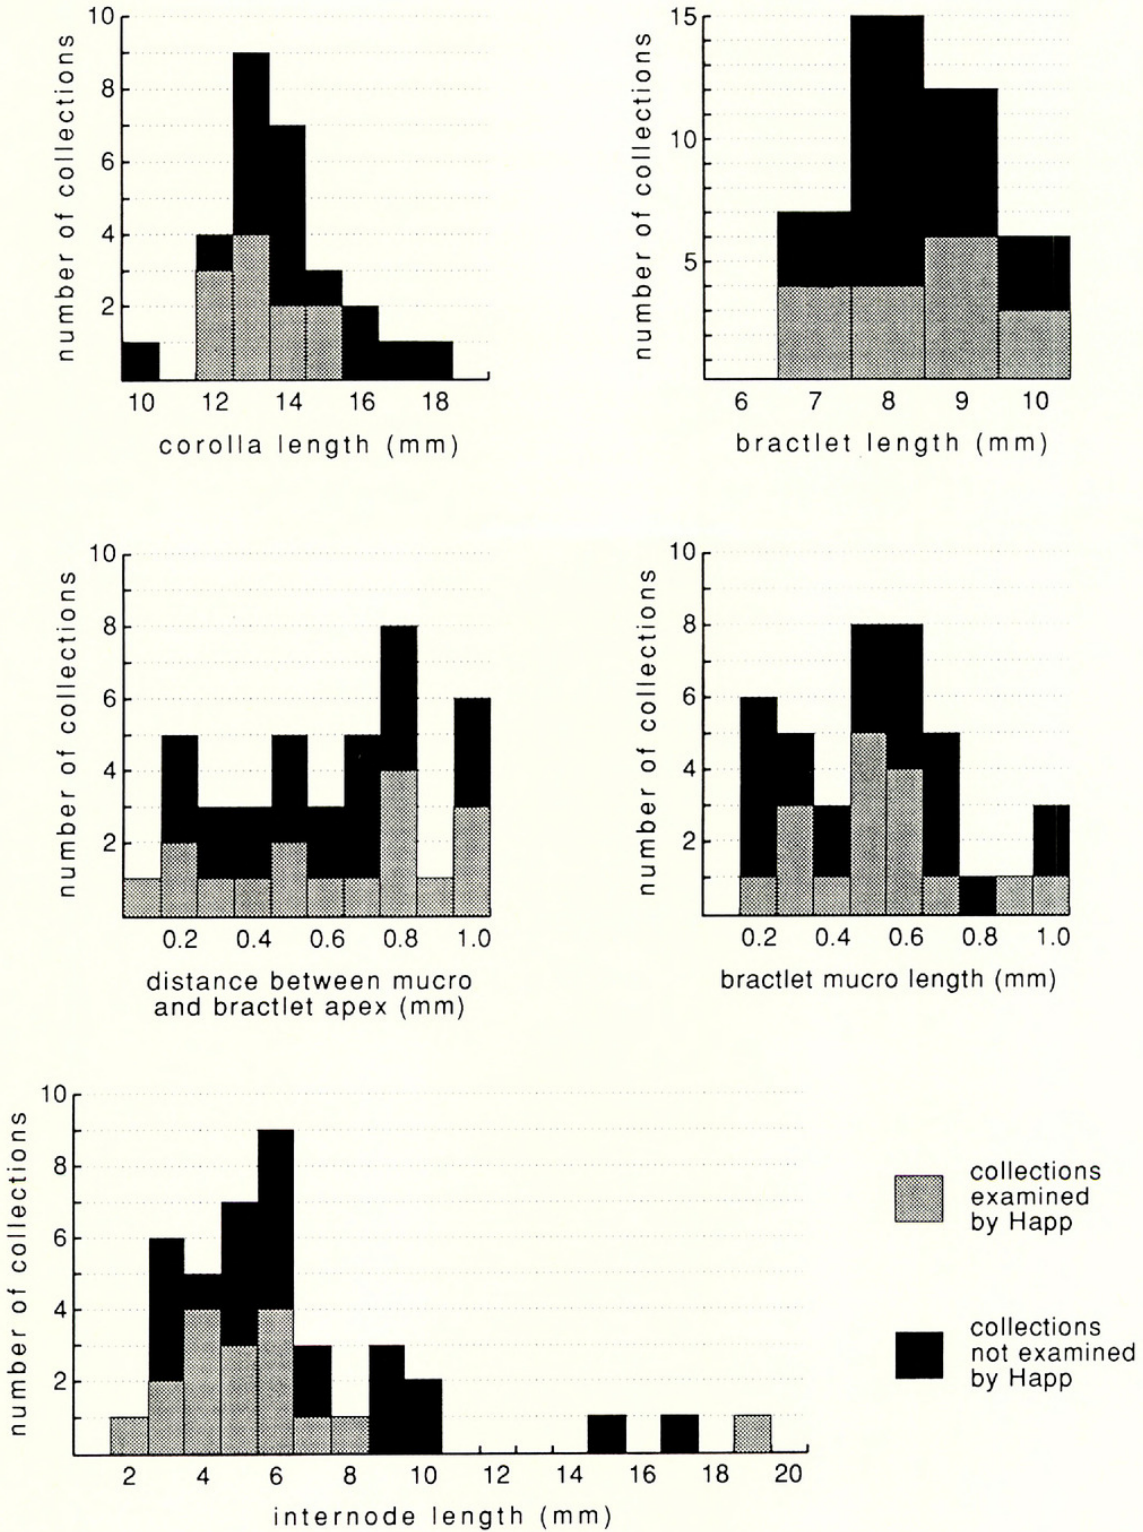 number of collections
10
8
6
4
2
10 12 14 16 18
corolla length (mm)
number of collections
15
10
5
6 7 8 9 10
bractlet length (mm)
number of collections
10
8
6
4
2
0.2 0.4 0.6 0.8 1.0
distance between mucro
and bractlet apex (mm)
number of collections
10
8
6
4
2
0.2 0.4 0.6 0.8 1.0
bractlet mucro length (mm)
number of collections
10
8
6
4
2
2 4 6 8 10 12 14 16 18 20
internode length (mm)
collections
examined
by Happ
collections
not examined
by Happ